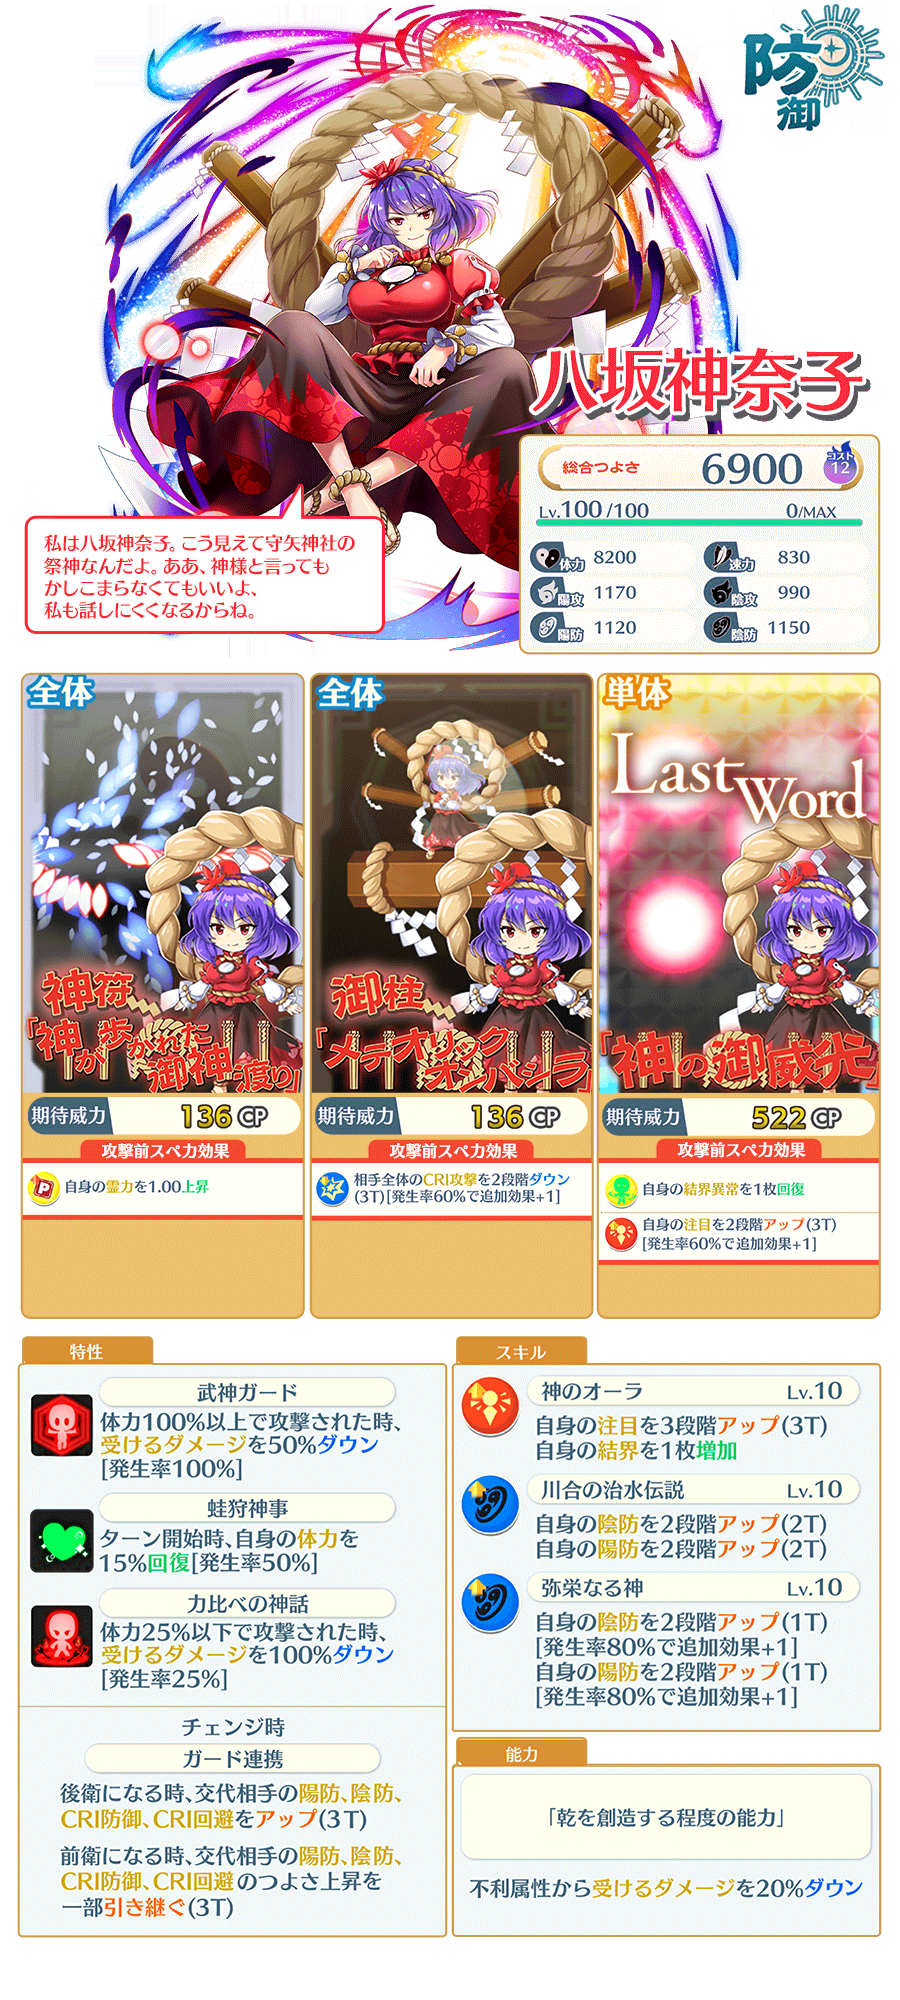 防御
八坂神奈子
総合つよさ 6900 コスト 12
Lv.100/100 0/MAX
体力 8200 速力 830
陽攻 1170 陰攻 990
陽防 1120 陰防 1150
私は八坂神奈子。こう見えて守矢神社の
祭神なんだよ。ああ、神様と言っても
かしこまらなくてもいいよ、
私も話しにくくなるからね。
全体
神符
「神が歩かれた
御神渡り」
期待威力 136 CP
攻撃前スペカ効果
P 自身の霊力を1.00上昇
全体
御柱
「メテオリック
オンバシラ」
期待威力 136 CP
攻撃前スペカ効果
相手全体のCRI攻撃を2段階ダウン
(3T)[発生率60%で追加効果+1]
単体
Last Word
「神の御威光」
期待威力 522 CP
攻撃前スペカ効果
自身の結界異常を1枚回復
自身の注目を2段階アップ(3T)
[発生率60%で追加効果+1]
特性
武神ガード
体力100%以上で攻撃された時、
受けるダメージを50%ダウン
[発生率100%]
蛙狩神事
ターン開始時、自身の体力を
15%回復[発生率50%]
力比べの神話
体力25%以下で攻撃された時、
受けるダメージを100%ダウン
[発生率25%]
チェンジ時
ガード連携
後衛になる時、交代相手の陽防、陰防、
CRI防御、CRI回避をアップ(3T)
前衛になる時、交代相手の陽防、陰防、
CRI防御、CRI回避のつよさ上昇を
一部引き継ぐ(3T)
スキル
神のオーラ Lv.10
自身の注目を3段階アップ(3T)
自身の結界を1枚増加
川合の治水伝説 Lv.10
自身の陰防を2段階アップ(2T)
自身の陽防を2段階アップ(2T)
弥栄なる神 Lv.10
自身の陰防を2段階アップ(1T)
[発生率80%で追加効果+1]
自身の陽防を2段階アップ(1T)
[発生率80%で追加効果+1]
能力
「乾を創造する程度の能力」
不利属性から受けるダメージを20%ダウン